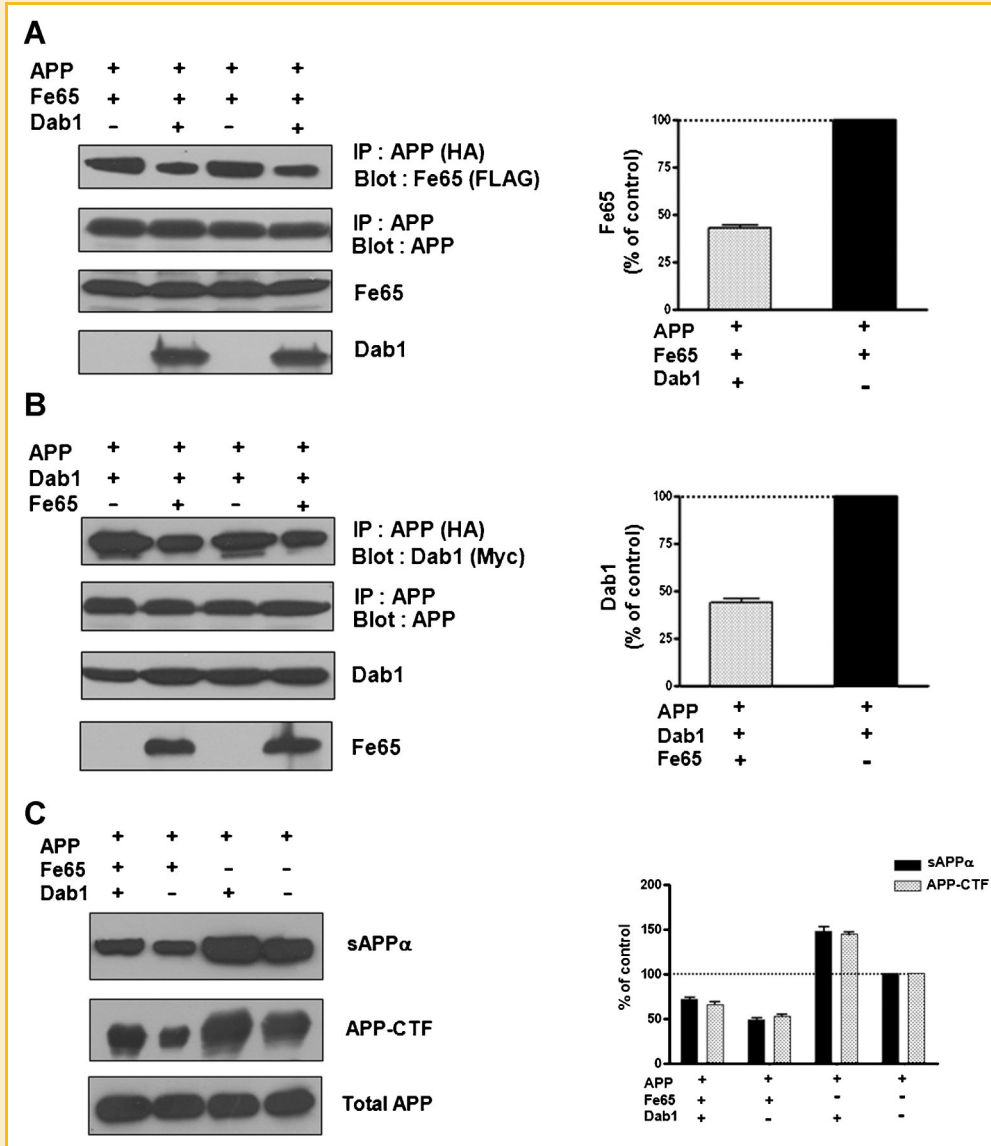 A
APP + + + +
Fe65 + + + +
Dab1 - + - +
IP : APP (HA)
Blot : Fe65 (FLAG)
IP : APP
Blot : APP
Fe65
Dab1
Fe65
(% of control)
100
75
50
25
0
APP + +
Fe65 + +
Dab1 + -
B
APP + + + +
Dab1 + + + +
Fe65 - + - +
IP : APP (HA)
Blot : Dab1 (Myc)
IP : APP
Blot : APP
Dab1
Fe65
Dab1
(% of control)
100
75
50
25
0
APP + +
Dab1 + +
Fe65 + -
C
APP + + + +
Fe65 + + - -
Dab1 + - + -
sAPPα
APP-CTF
Total APP
sAPPα
APP-CTF
% of control
200
150
100
50
0
APP + + + +
Fe65 + + - -
Dab1 + - + -